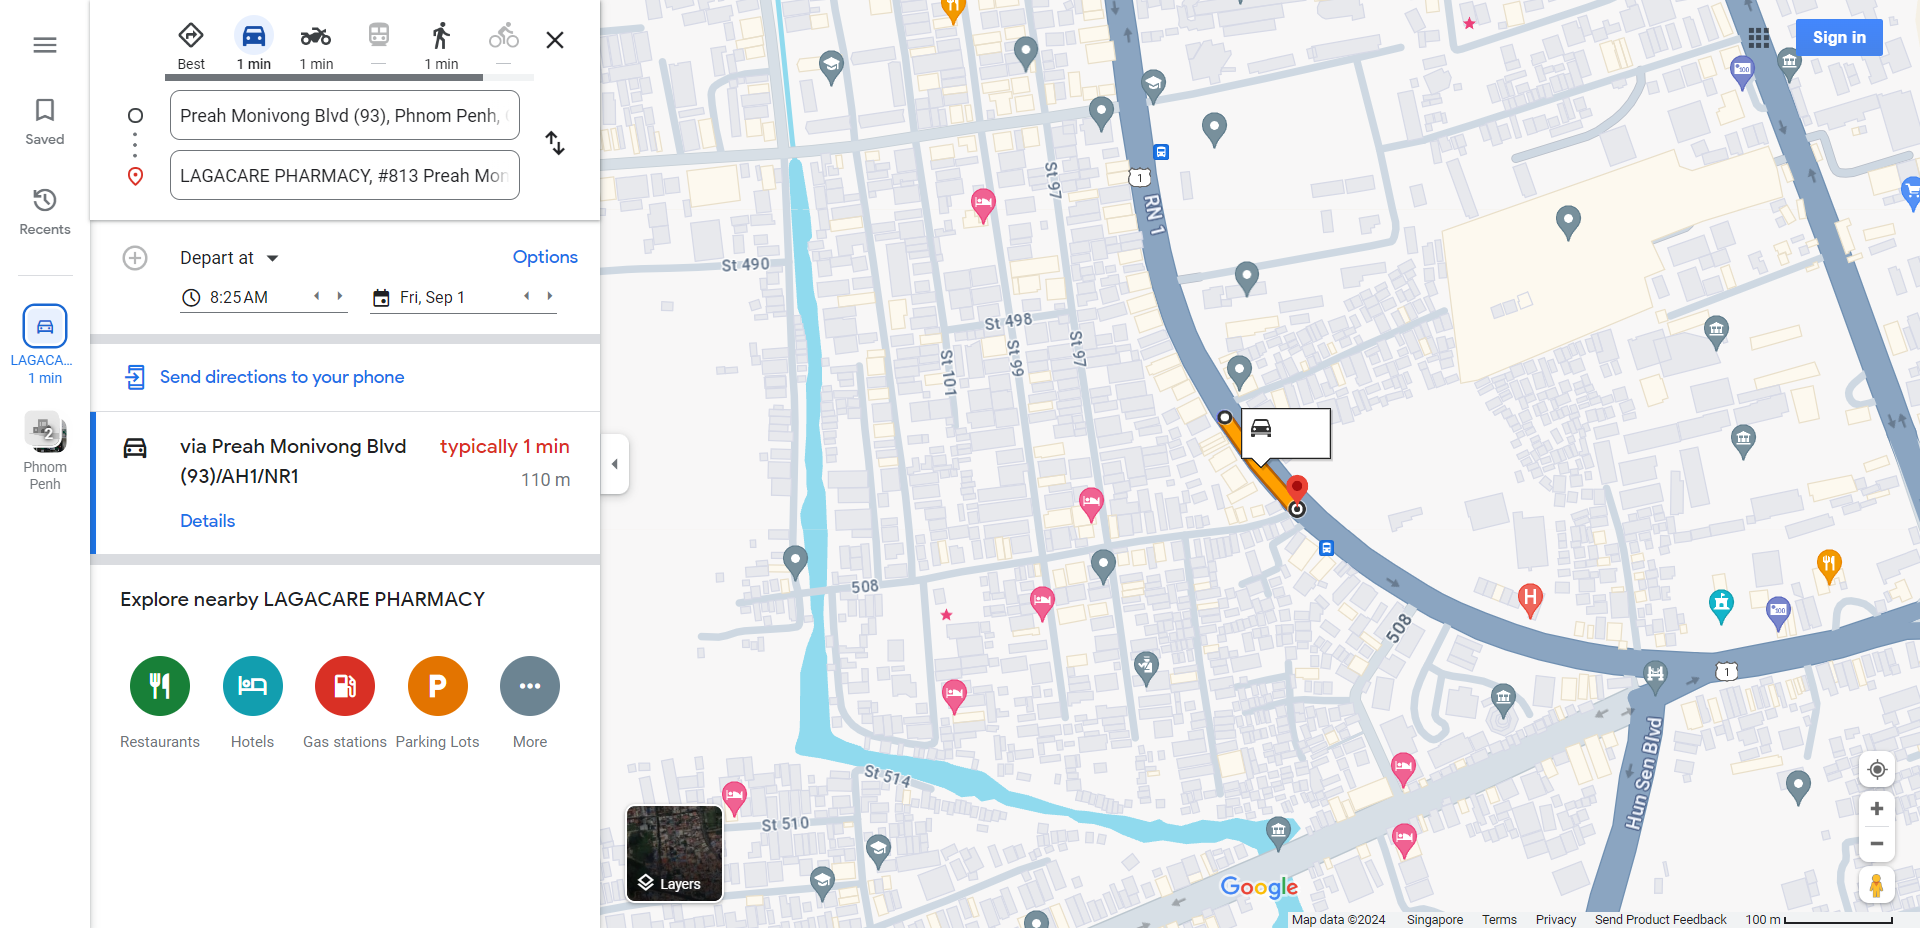 Best
1 min
1 min
1 min
Saved
Recents
LAGACA...
1 min
2
Phnom
Penh
Preah Monivong Blvd (93), Phnom Penh,
LAGACARE PHARMACY, #813 Preah Mon
Depart at
Options
8:25 AM
Fri, Sep 1
Send directions to your phone
via Preah Monivong Blvd
(93)/AH1/NR1
typically 1 min
110 m
Details
Explore nearby LAGACARE PHARMACY
P
Restaurants
Hotels
Gas stations
Parking Lots
More
Sign in
St 97
1
RN 1
St 490
St 498
St 101
St 99
St 97
508
508
H
1
Hun Sen Blvd
St 514
St 510
Layers
Google
Map data ©2024
Singapore
Terms
Privacy
Send Product Feedback
100 m